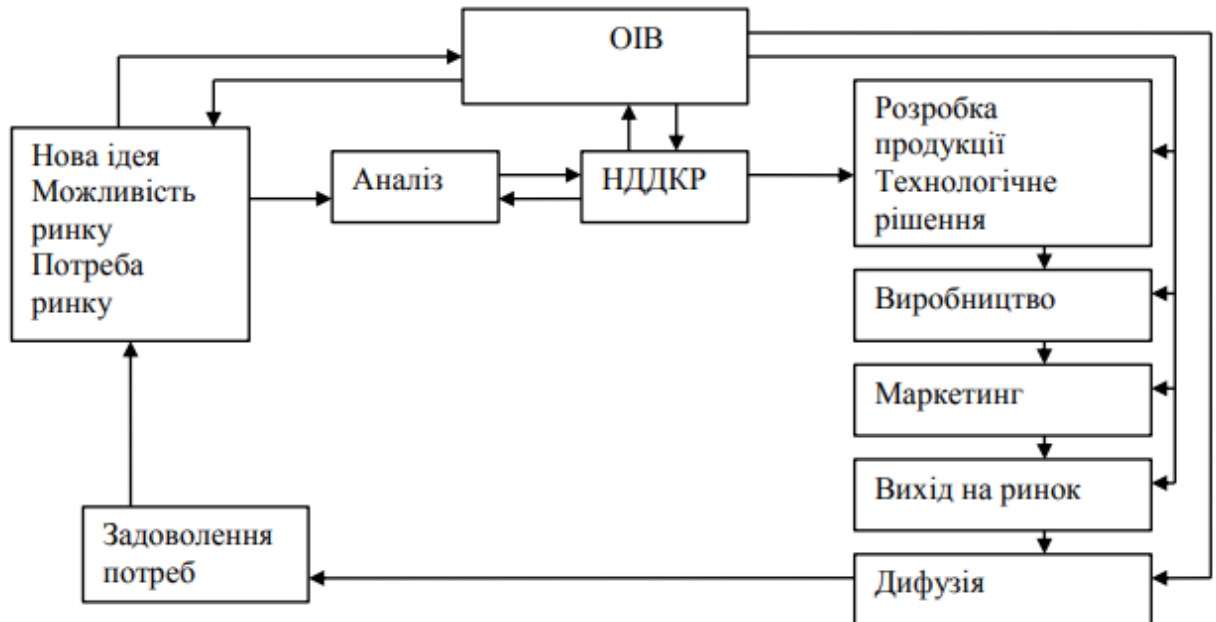 ОІВ
Нова ідея
Можливість
ринку
Потреба
ринку
Аналіз
НДДКР
Розробка
продукції
Технологічне
рішення
Виробництво
Маркетинг
Вихід на ринок
Дифузія
Задоволення
потреб